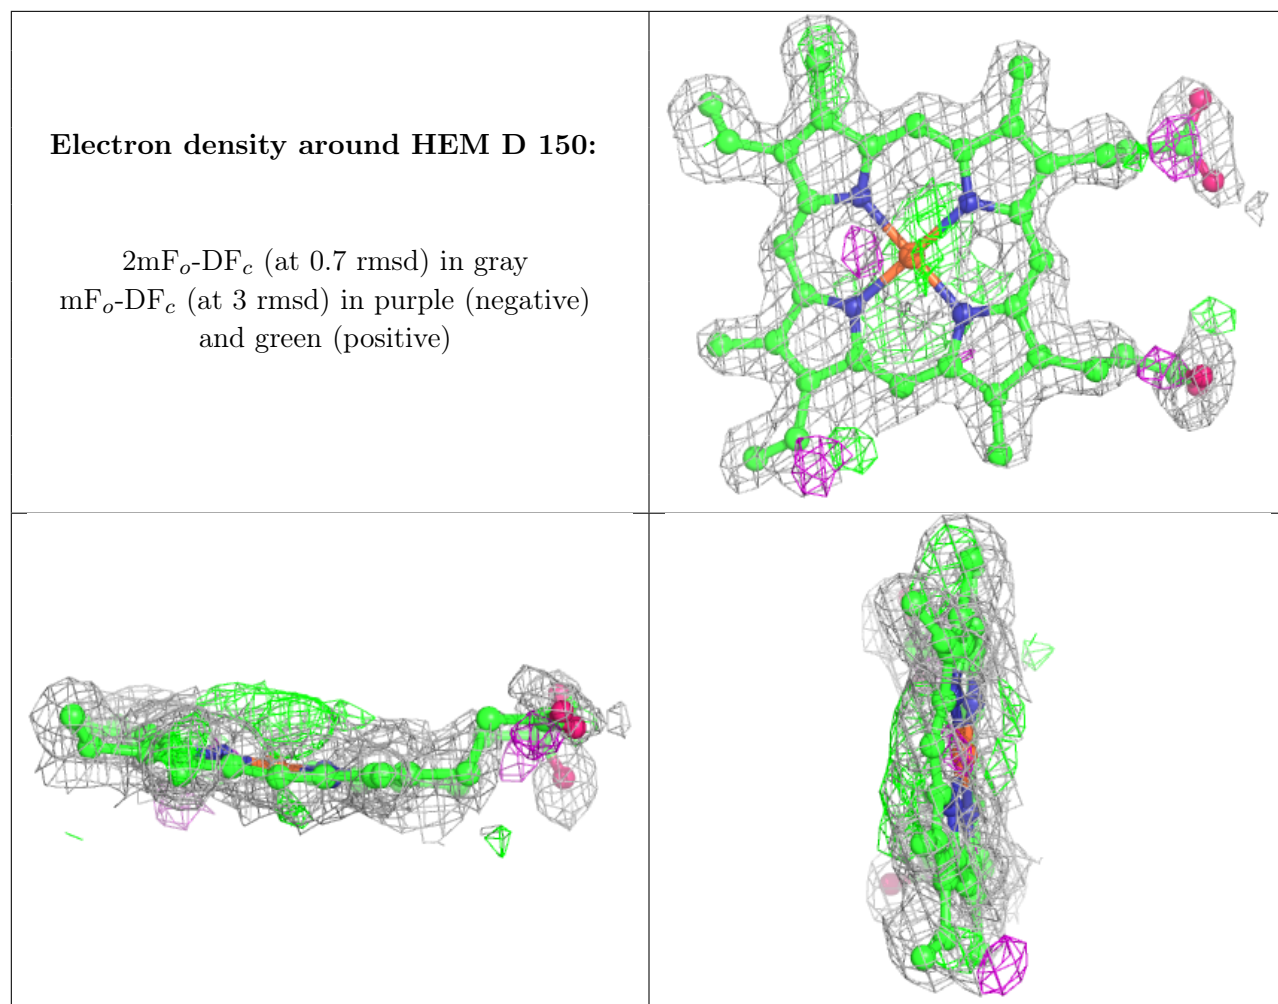 Electron density around HEM D 150:
2mFo-DFc (at 0.7 rmsd) in gray
mFo-DFc (at 3 rmsd) in purple (negative)
and green (positive)